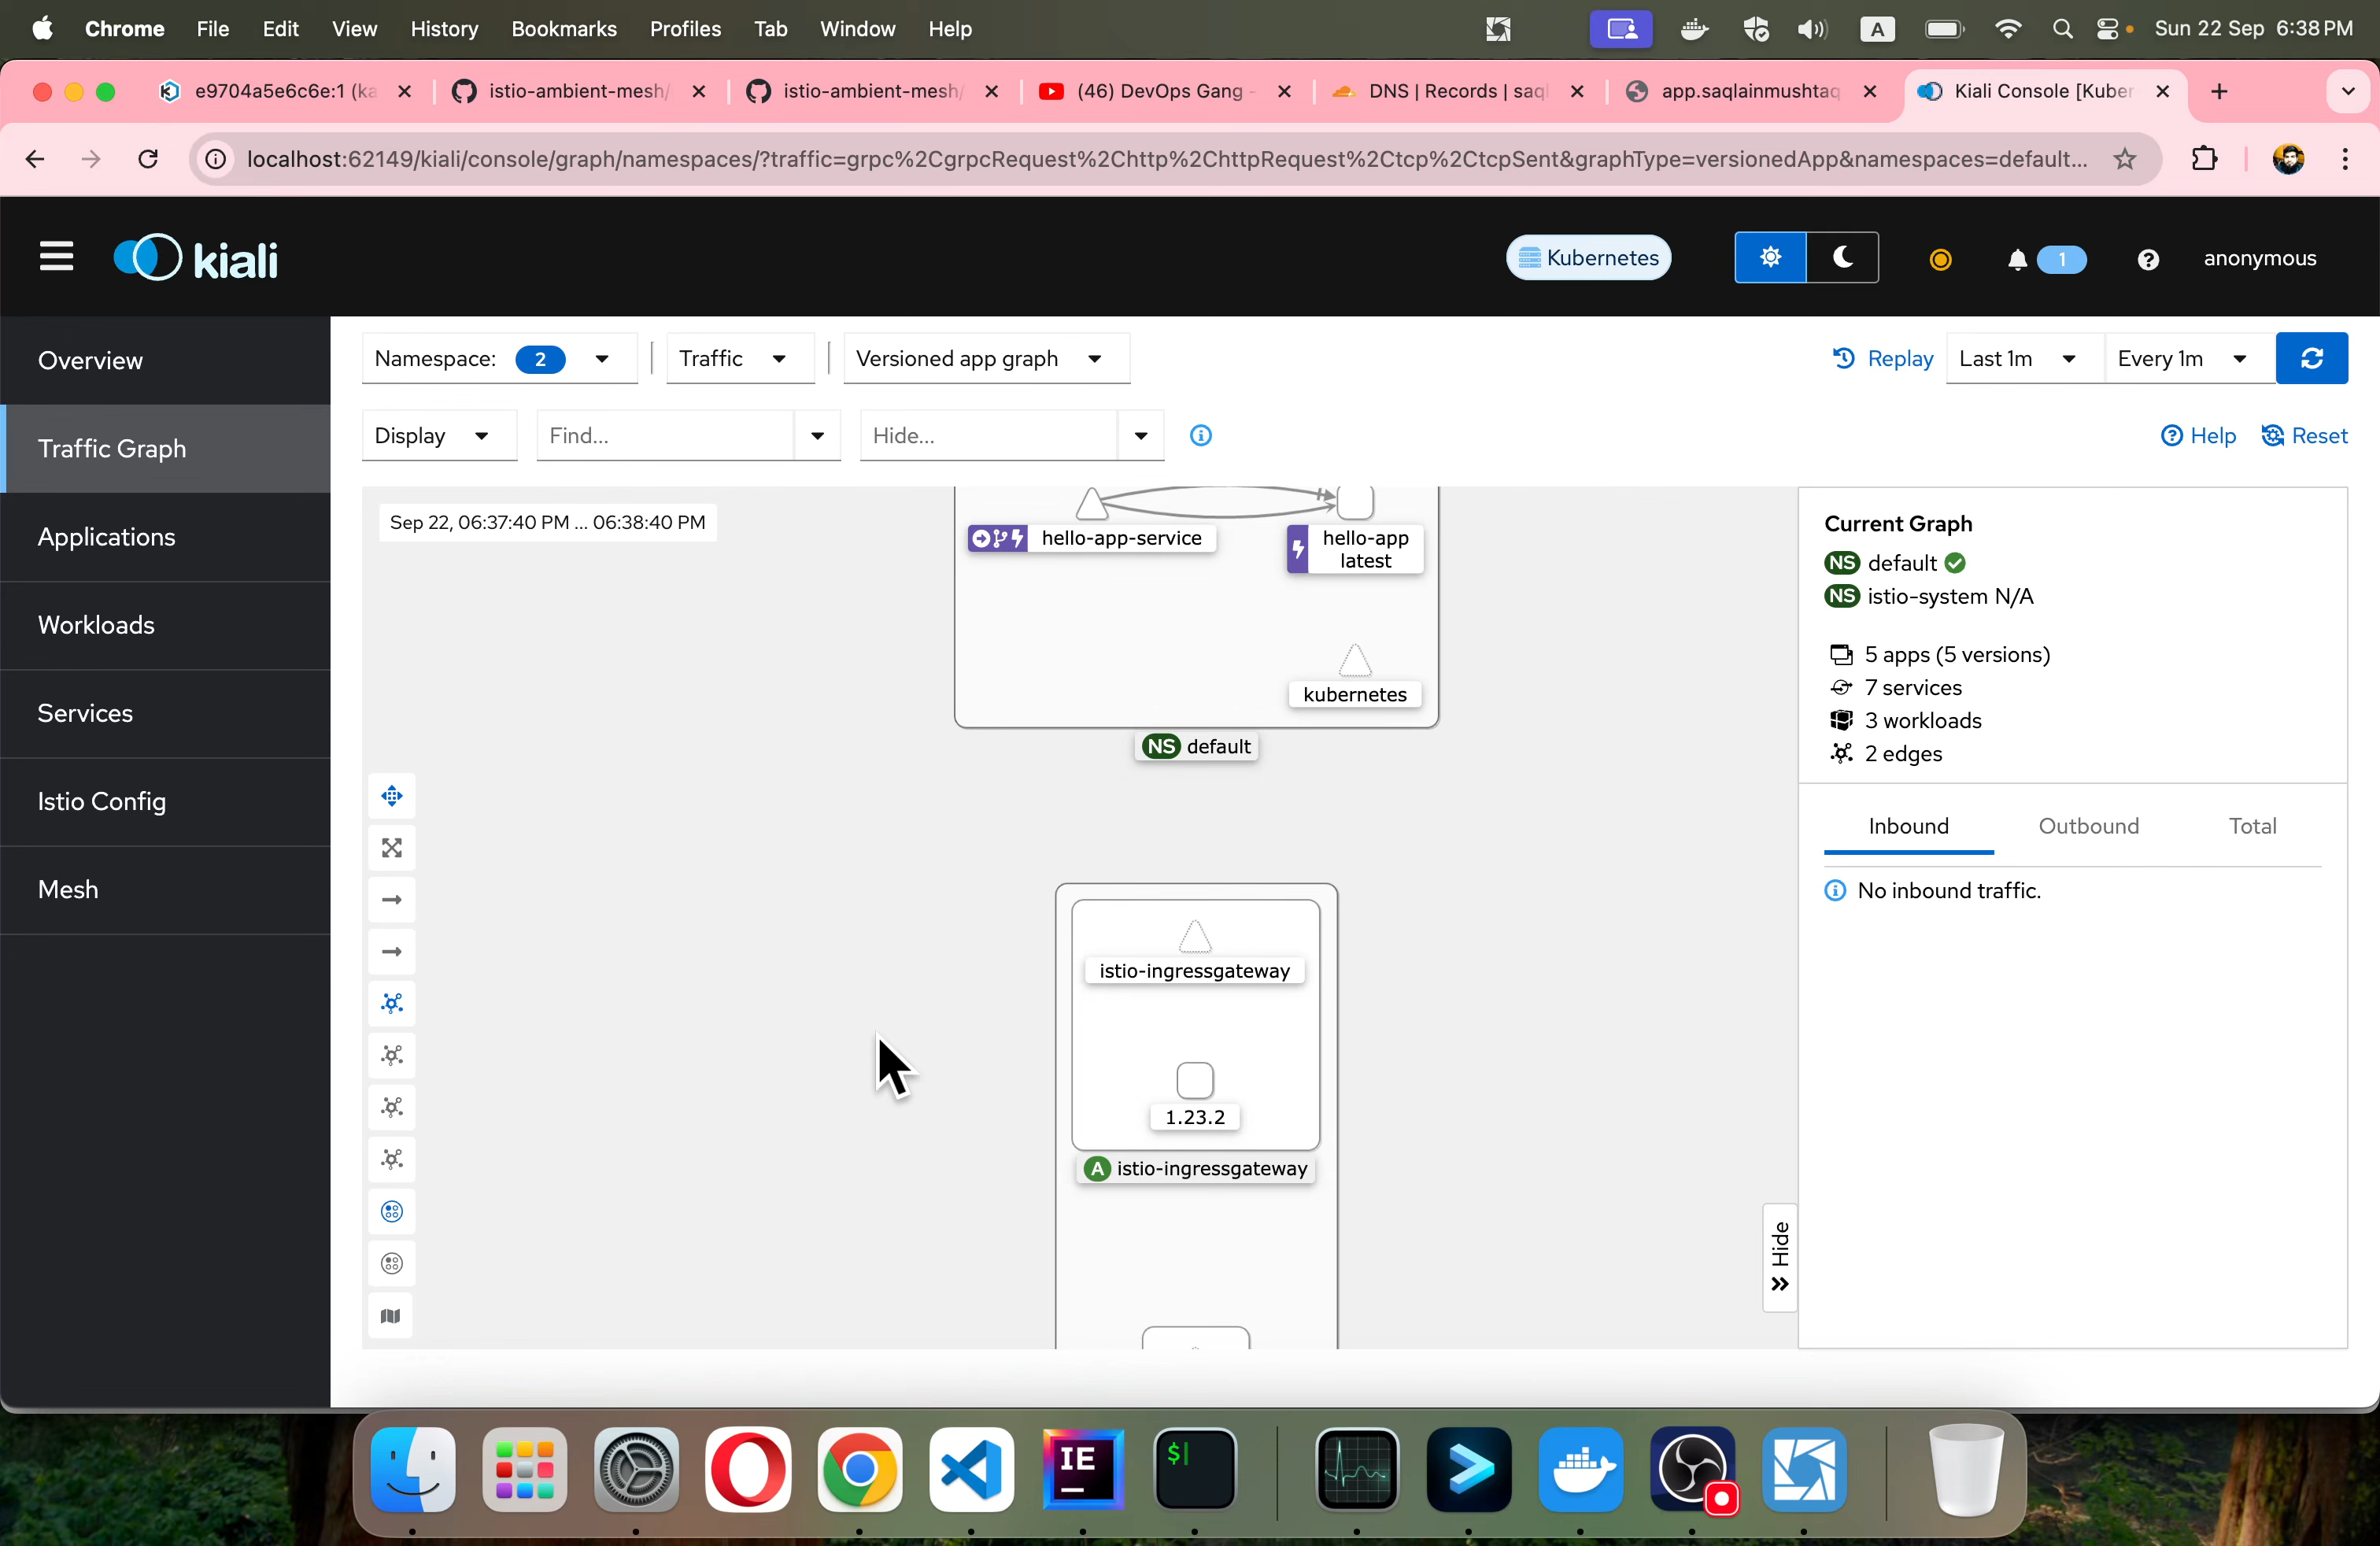 Chrome File Edit View History Bookmarks Profiles Tab Window Help A Sun 22 Sep 6:38 PM
e9704a5e6c6e:1 (ka istio-ambient-mesh/ istio-ambient-mesh/ (46) DevOps Gang - DNS | Records | saql app.saqlainmushtaq Kiali Console [Kuber
localhost:62149/kiali/console/graph/namespaces/?traffic=grpc%2CgrpcRequest%2Chttp%2ChttpRequest%2Ctcp%2CtcpSent&graphType=versionedApp&namespaces=default...
kiali Kubernetes 1 anonymous
Overview
Traffic Graph
Applications
Workloads
Services
Istio Config
Mesh
Namespace: 2 Traffic Versioned app graph Replay Last 1m Every 1m
Display Find... Hide... Help Reset
Sep 22, 06:37:40 PM ... 06:38:40 PM
hello-app-service
hello-app
latest
kubernetes
NS default
istio-ingressgateway
1.23.2
A istio-ingressgateway
Hide
Current Graph
NS default
NS istio-system N/A
5 apps (5 versions)
7 services
3 workloads
2 edges
Inbound Outbound Total
No inbound traffic.
IE
$